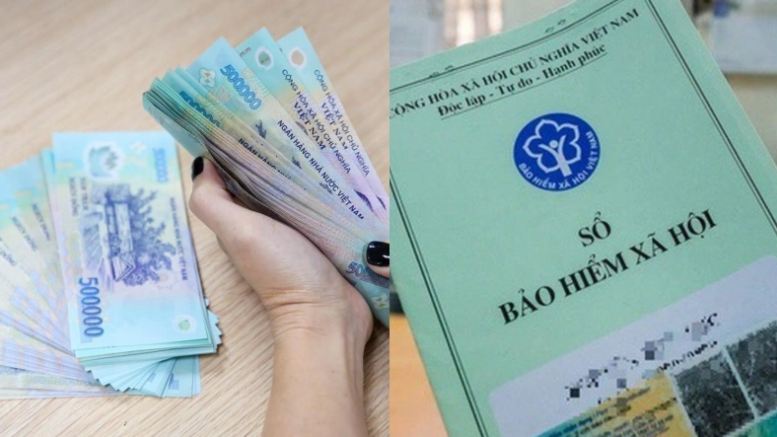 500000
CỘNG HÒA XÃ HỘI CHỦ NGHĨA
VIỆT NAM
NGÂN HÀNG NHÀ NƯỚC VIỆT NAM
500000
500000
CỘNG HÒA XÃ HỘI CHỦ NGHĨA VIỆT NAM
Độc lập - Tự do - Hạnh phúc
BẢO HIỂM XÃ HỘI VIỆT NAM
SỔ
BẢO HIỂM XÃ HỘI